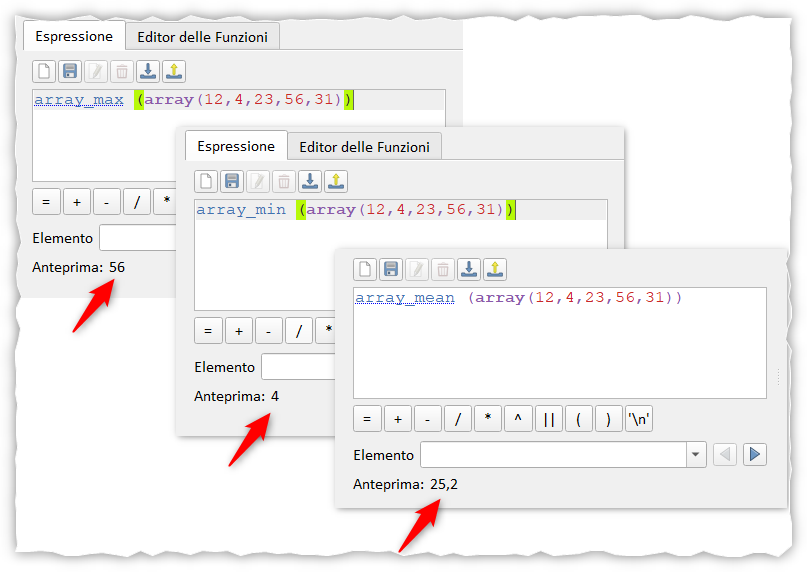 Espressione Editor delle Funzioni
array_max (array(12,4,23,56,31))
= + - / *
Elemento
Anteprima: 56
Espressione Editor delle Funzioni
array_min (array(12,4,23,56,31))
= + - / *
Elemento
Anteprima: 4
array_mean (array(12,4,23,56,31))
= + - / * ^ || ( ) '\n'
Elemento
Anteprima: 25,2